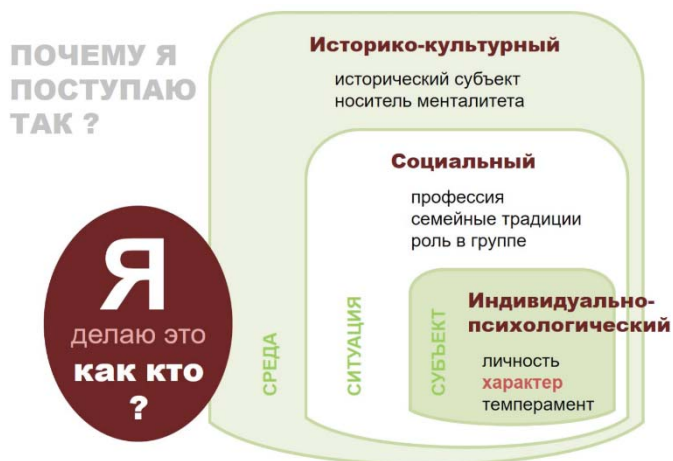 ПОЧЕМУ Я
ПОСТУПАЮ
ТАК ?
Историко-культурный
исторический субъект
носитель менталитета
Социальный
профессия
семейные традиции
роль в группе
Индивидуально-
психологический
личность
характер
темперамент
СРЕДА
СИТУАЦИЯ
СУБЪЕКТ
Я
делаю это
как кто
?